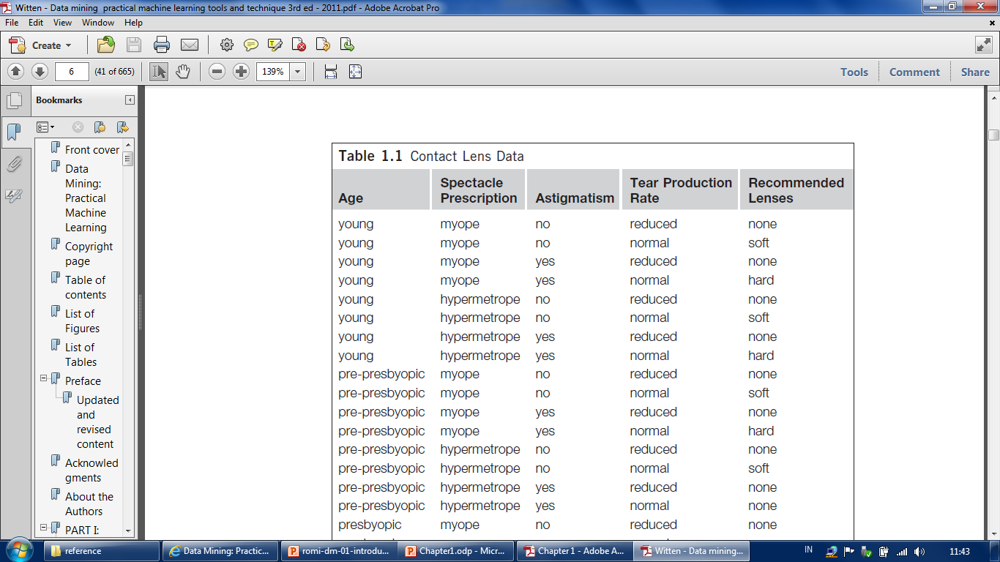 Witten - Data mining practical machine learning tools and technique 3rd ed - 2011.pdf - Adobe Acrobat Pro
File Edit View Window Help
Create
6 (41 of 665) 139% Tools Comment Share
Bookmarks
Front cover
Data
Mining:
Practical
Machine
Learning
Copyright
page
Table of
contents
List of
Figures
List of
Tables
Preface
Updated
and
revised
content
Acknowled
gments
About the
Authors
PART I:
Table 1.1 Contact Lens Data
Spectacle Tear Production Recommended
Age Prescription Astigmatism Rate Lenses
young myope no reduced none
young myope no normal soft
young myope yes reduced none
young myope yes normal hard
young hypermetrope no reduced none
young hypermetrope no normal soft
young hypermetrope yes reduced none
young hypermetrope yes normal hard
pre-presbyopic myope no reduced none
pre-presbyopic myope no normal soft
pre-presbyopic myope yes reduced none
pre-presbyopic myope yes normal hard
pre-presbyopic hypermetrope no reduced none
pre-presbyopic hypermetrope no normal soft
pre-presbyopic hypermetrope yes reduced none
pre-presbyopic hypermetrope yes normal none
presbyopic myope no reduced none
reference Data Mining: Practic... romi-dm-01-introdu... Chapter1.odp - Micr... Chapter 1 - Adobe A... Witten - Data mining... IN 11:43